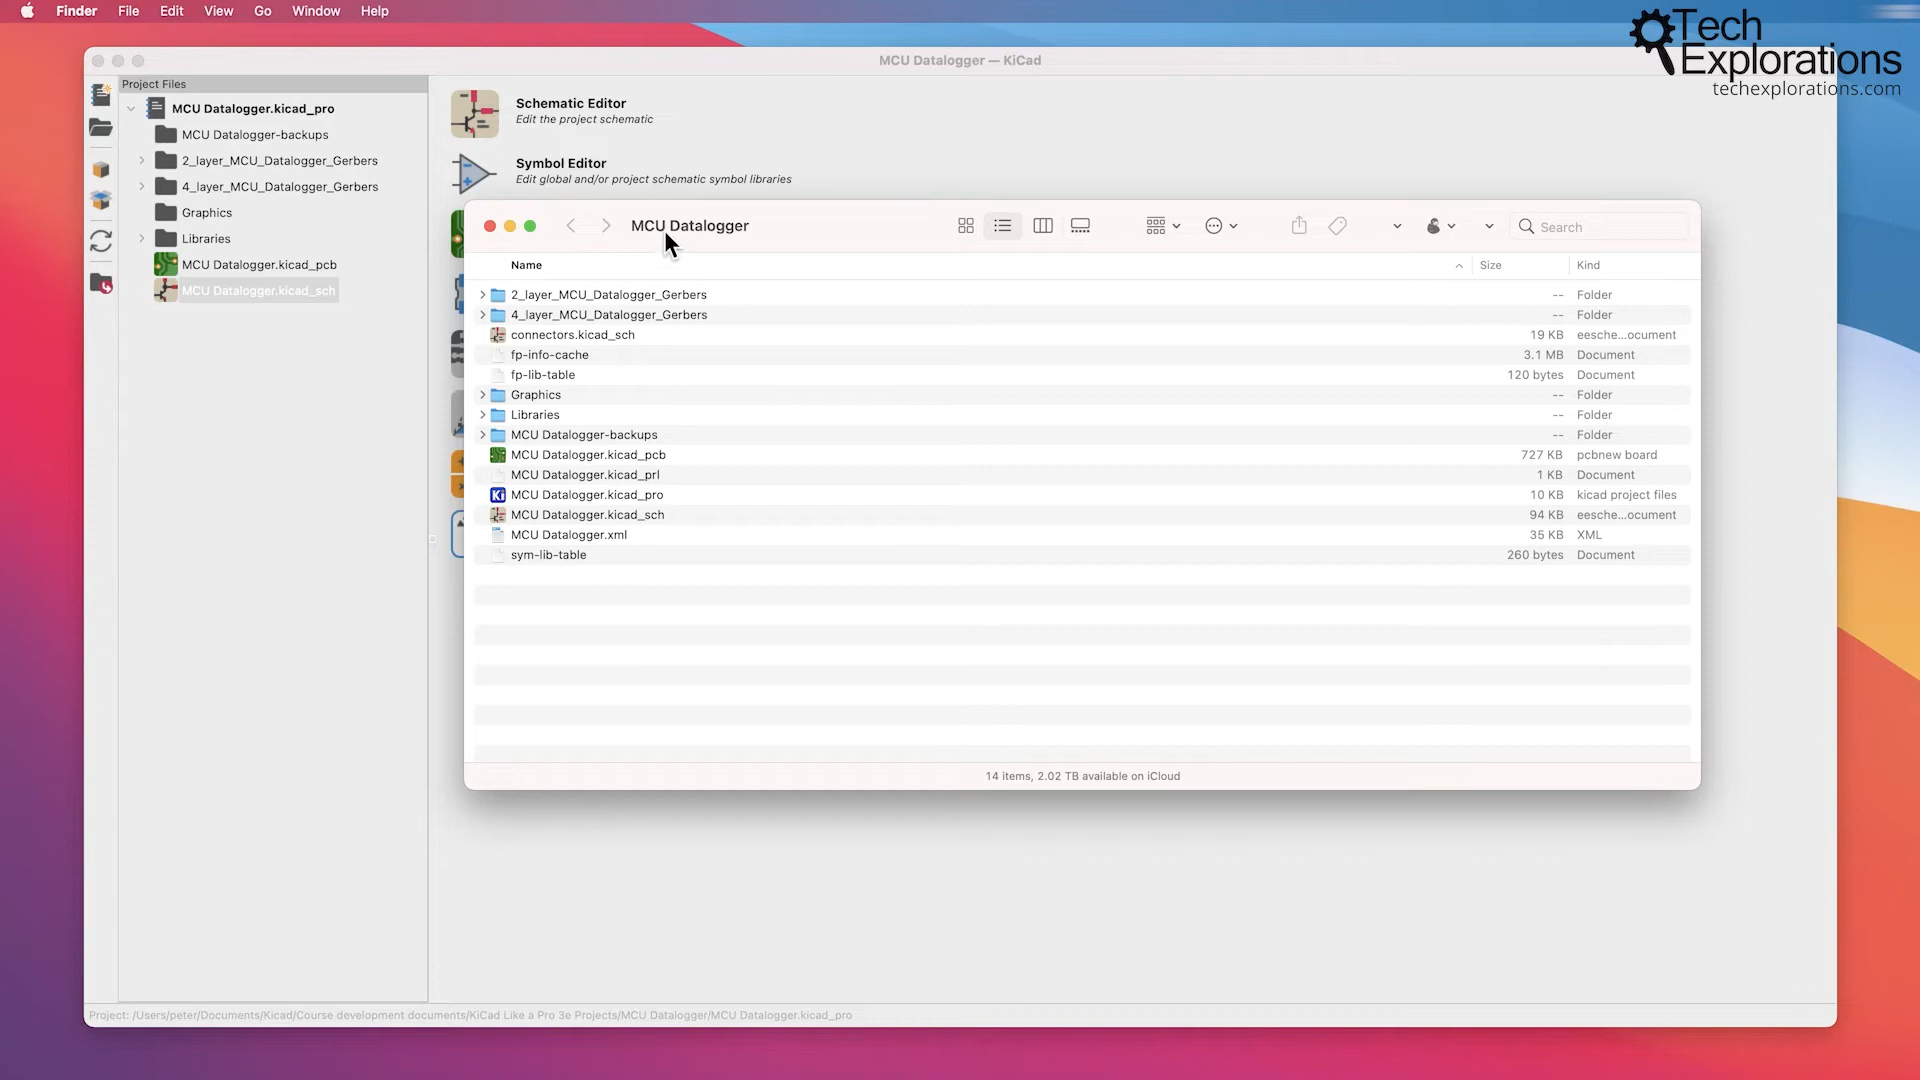 Finder File Edit View Go Window Help
Tech
Explorations
techexplorations.com
MCU Datalogger — KiCad
Project Files
MCU Datalogger.kicad_pro
MCU Datalogger-backups
2_layer_MCU_Datalogger_Gerbers
4_layer_MCU_Datalogger_Gerbers
Graphics
Libraries
MCU Datalogger.kicad_pcb
MCU Datalogger.kicad_sch
Schematic Editor
Edit the project schematic
Symbol Editor
Edit global and/or project schematic symbol libraries
MCU Datalogger
Search
Name Size Kind
2_layer_MCU_Datalogger_Gerbers -- Folder
4_layer_MCU_Datalogger_Gerbers -- Folder
connectors.kicad_sch 19 KB eesche...ocument
fp-info-cache 3.1 MB Document
fp-lib-table 120 bytes Document
Graphics -- Folder
Libraries -- Folder
MCU Datalogger-backups -- Folder
MCU Datalogger.kicad_pcb 727 KB pcbnew board
MCU Datalogger.kicad_prl 1 KB Document
Ki MCU Datalogger.kicad_pro 10 KB kicad project files
MCU Datalogger.kicad_sch 94 KB eesche...ocument
MCU Datalogger.xml 35 KB XML
sym-lib-table 260 bytes Document
14 items, 2.02 TB available on iCloud
Project: /Users/peter/Documents/Kicad/Course development documents/KiCad Like a Pro 3e Projects/MCU Datalogger/MCU Datalogger.kicad_pro